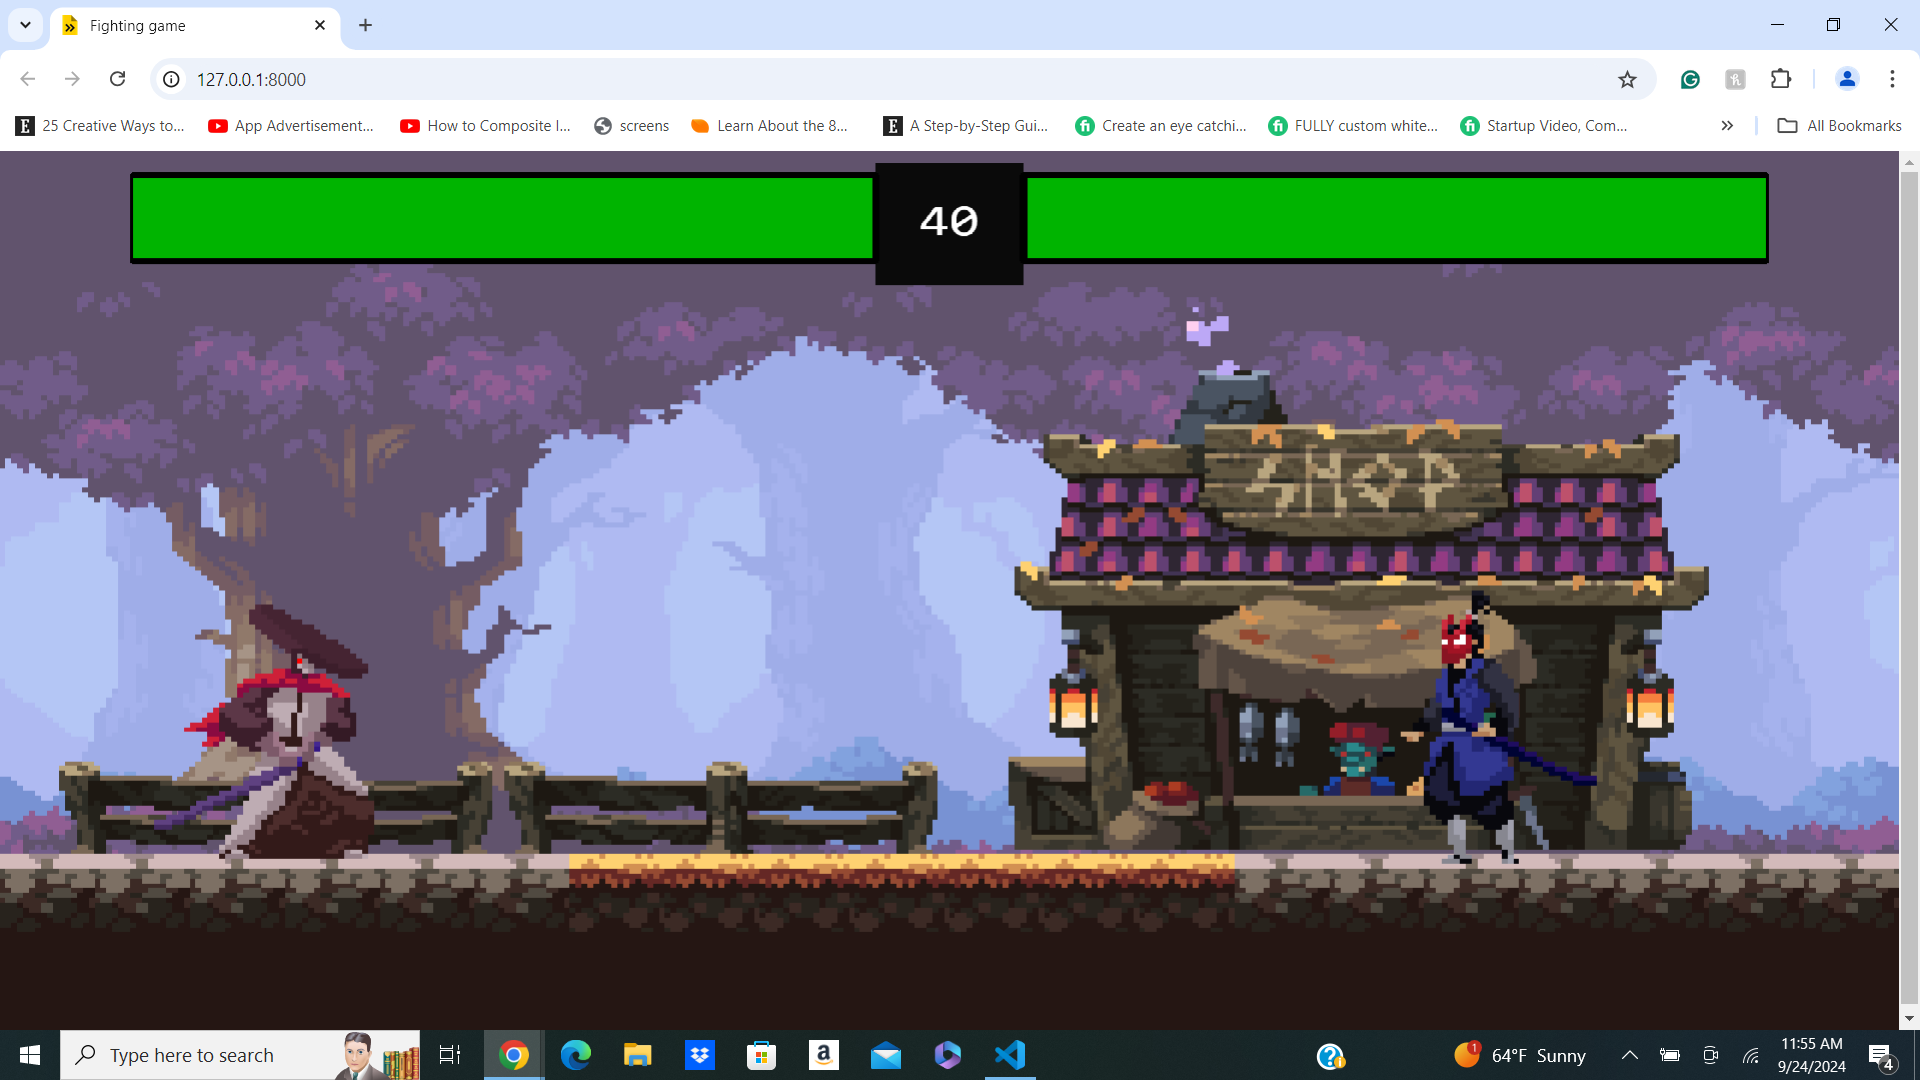 Fighting game
127.0.0.1:8000
25 Creative Ways to...
App Advertisement...
How to Composite I...
screens
Learn About the 8...
A Step-by-Step Gui...
Create an eye catchi...
FULLY custom white...
Startup Video, Com...
All Bookmarks
40
SHOP
Type here to search
1
64°F Sunny
11:55 AM
9/24/2024
4